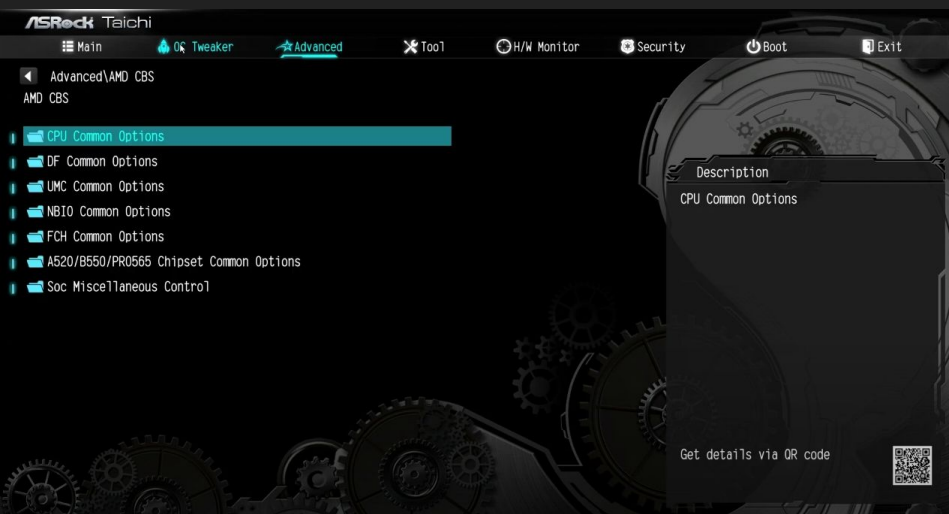 ASRock Taichi
Main OC Tweaker Advanced Tool H/W Monitor Security Boot Exit
Advanced\AMD CBS
AMD CBS
CPU Common Options
DF Common Options
UMC Common Options
NBIO Common Options
FCH Common Options
A520/B550/PRO565 Chipset Common Options
Soc Miscellaneous Control
Description
CPU Common Options
Get details via QR code